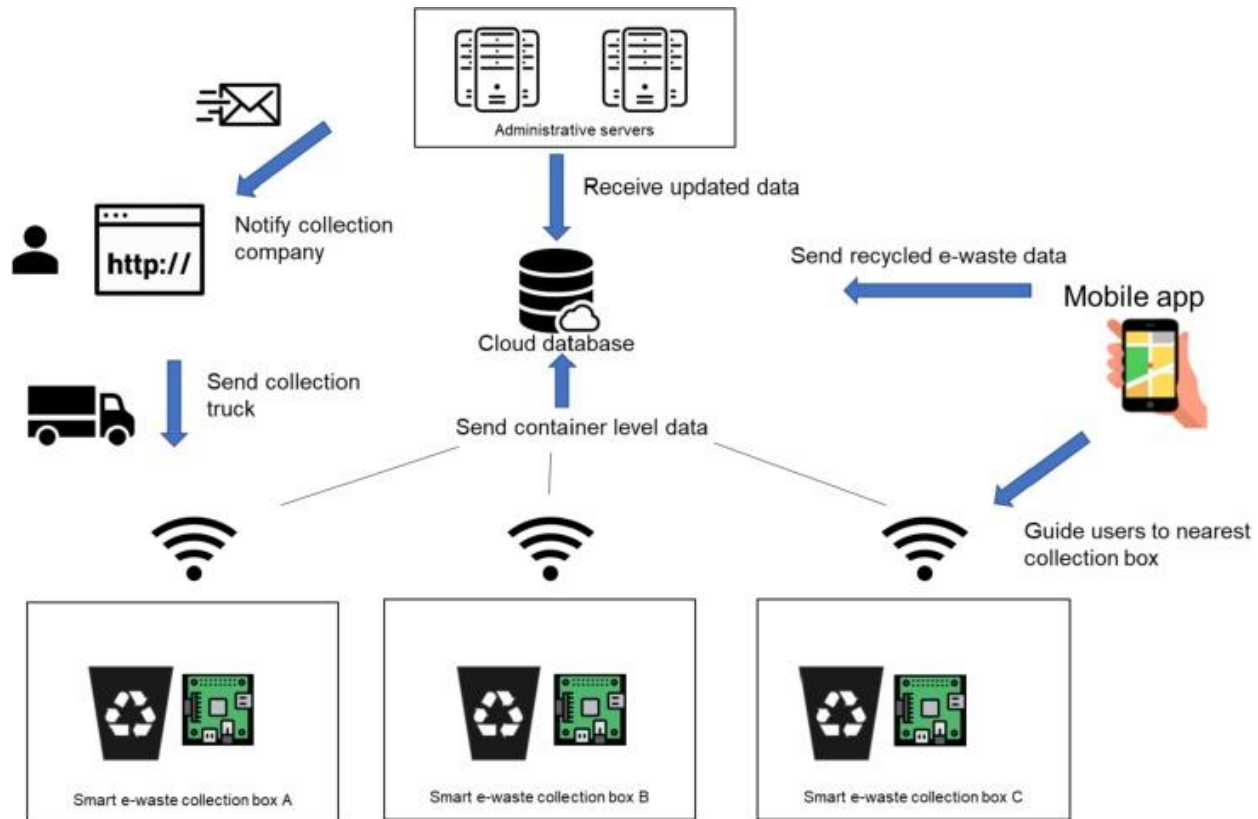 Administrative servers
Receive updated data
Notify collection
company
http://
Send recycled e-waste data
Mobile app
Cloud database
Send collection
truck
Send container level data
Guide users to nearest
collection box
Smart e-waste collection box A
Smart e-waste collection box B
Smart e-waste collection box C